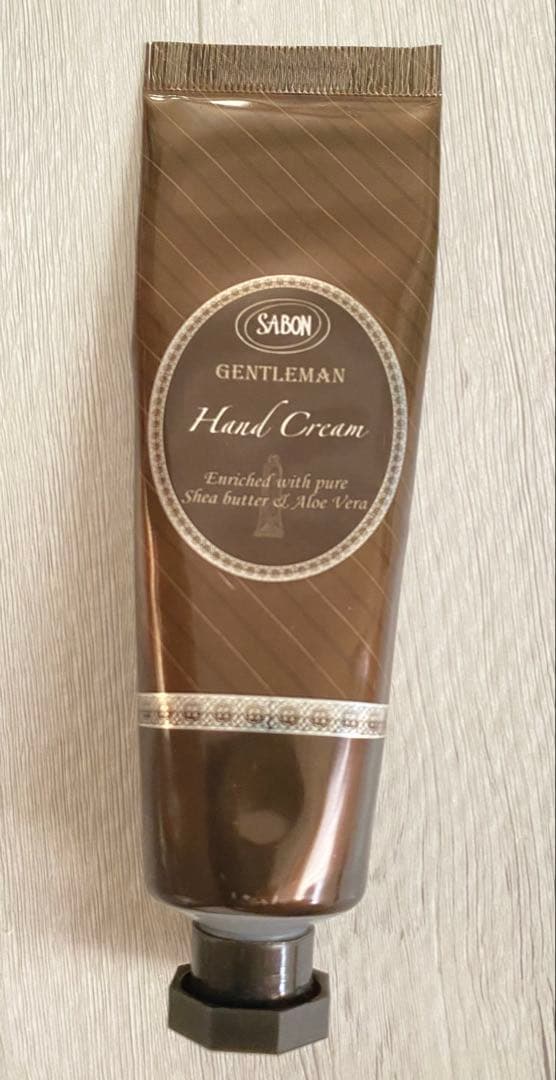 SABON
GENTLEMAN
Hand Cream
Enriched with pure
Shea butter & Aloe Vera